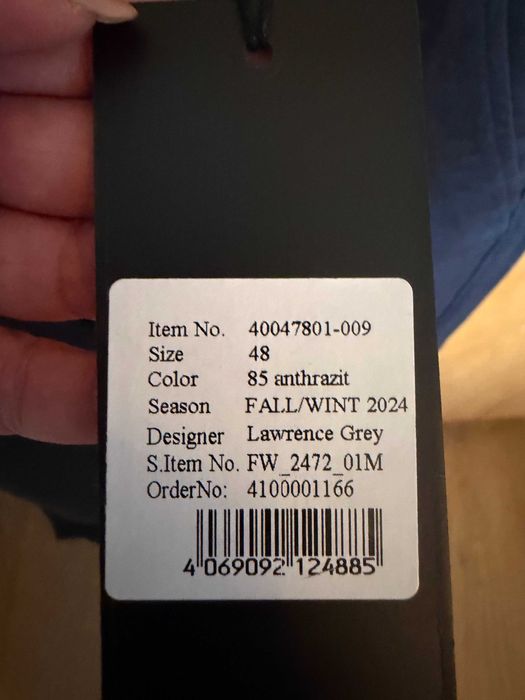 Item No. 40047801-009
Size 48
Color 85 anthrazit
Season FALL/WINT 2024
Designer Lawrence Grey
S.Item No. FW_2472_01M
OrderNo: 4100001166
4 069092 124885